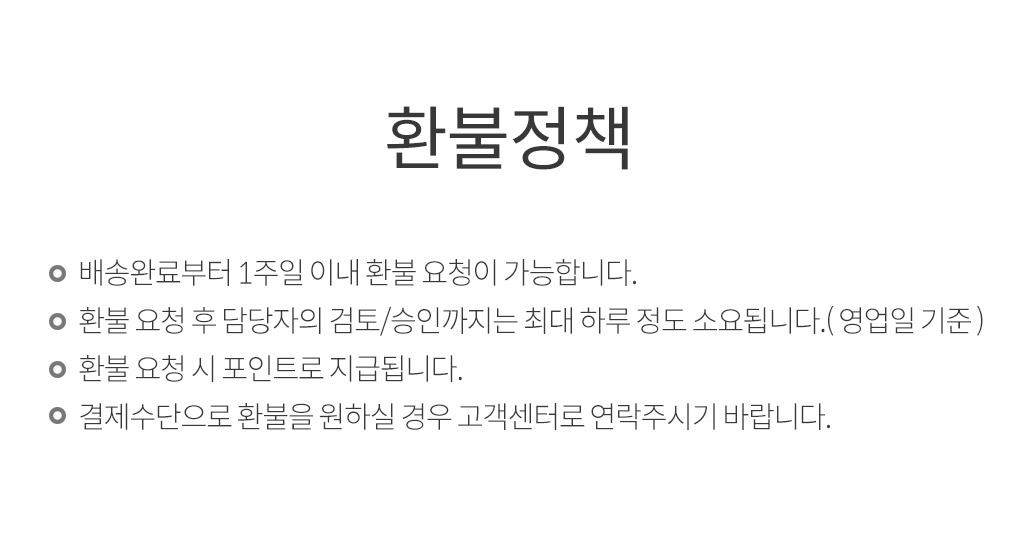 환불정책
배송완료부터 1주일 이내 환불 요청이 가능합니다.
환불 요청 후 담당자의 검토/승인까지는 최대 하루 정도 소요됩니다.( 영업일 기준 )
환불 요청 시 포인트로 지급됩니다.
결제수단으로 환불을 원하실 경우 고객센터로 연락주시기 바랍니다.